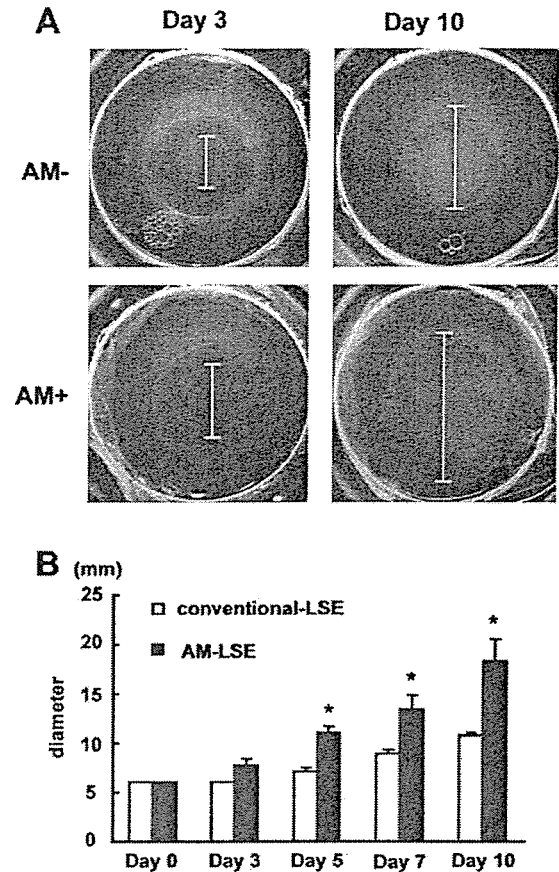 A
Day 3
Day 10
AM-
AM+
B
(mm)
25
20
15
10
5
0
diameter
conventional-LSE
AM-LSE
*
*
*
Day 0
Day 3
Day 5
Day 7
Day 10